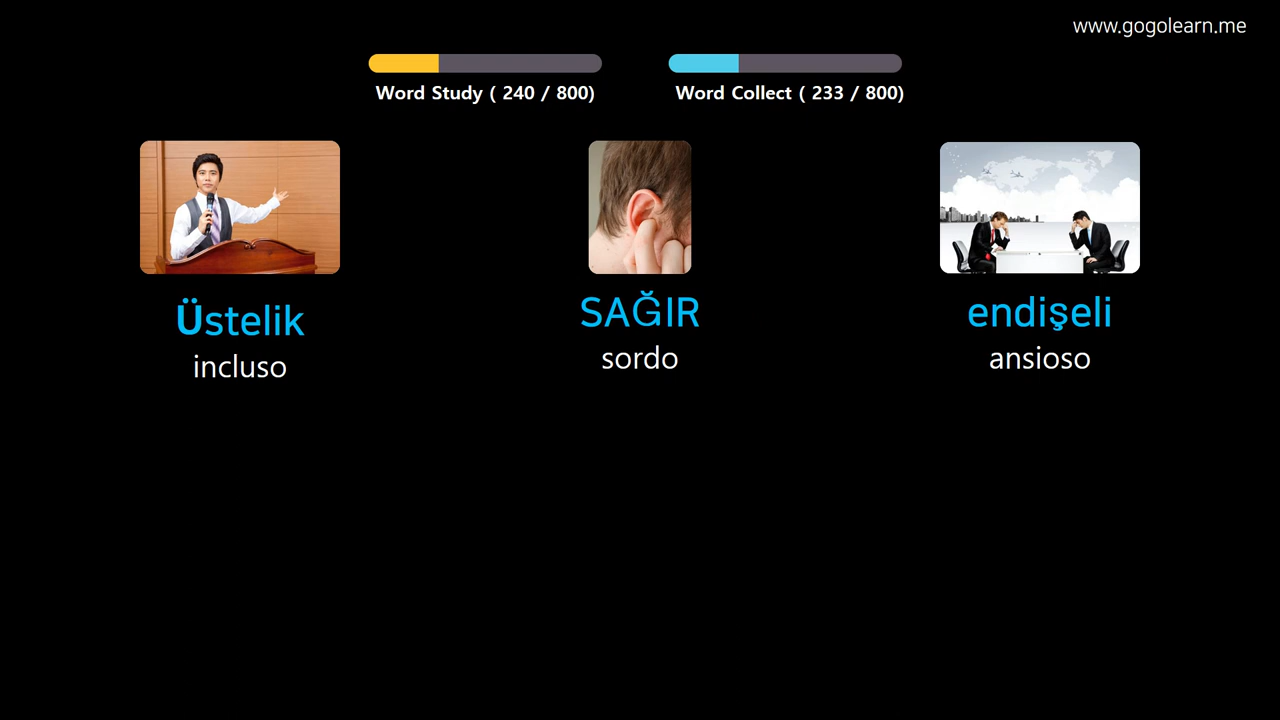 www.gogolearn.me
Word Study ( 240 / 800)
Word Collect ( 233 / 800)
Üstelik
incluso
SAĞIR
sordo
endişeli
ansioso